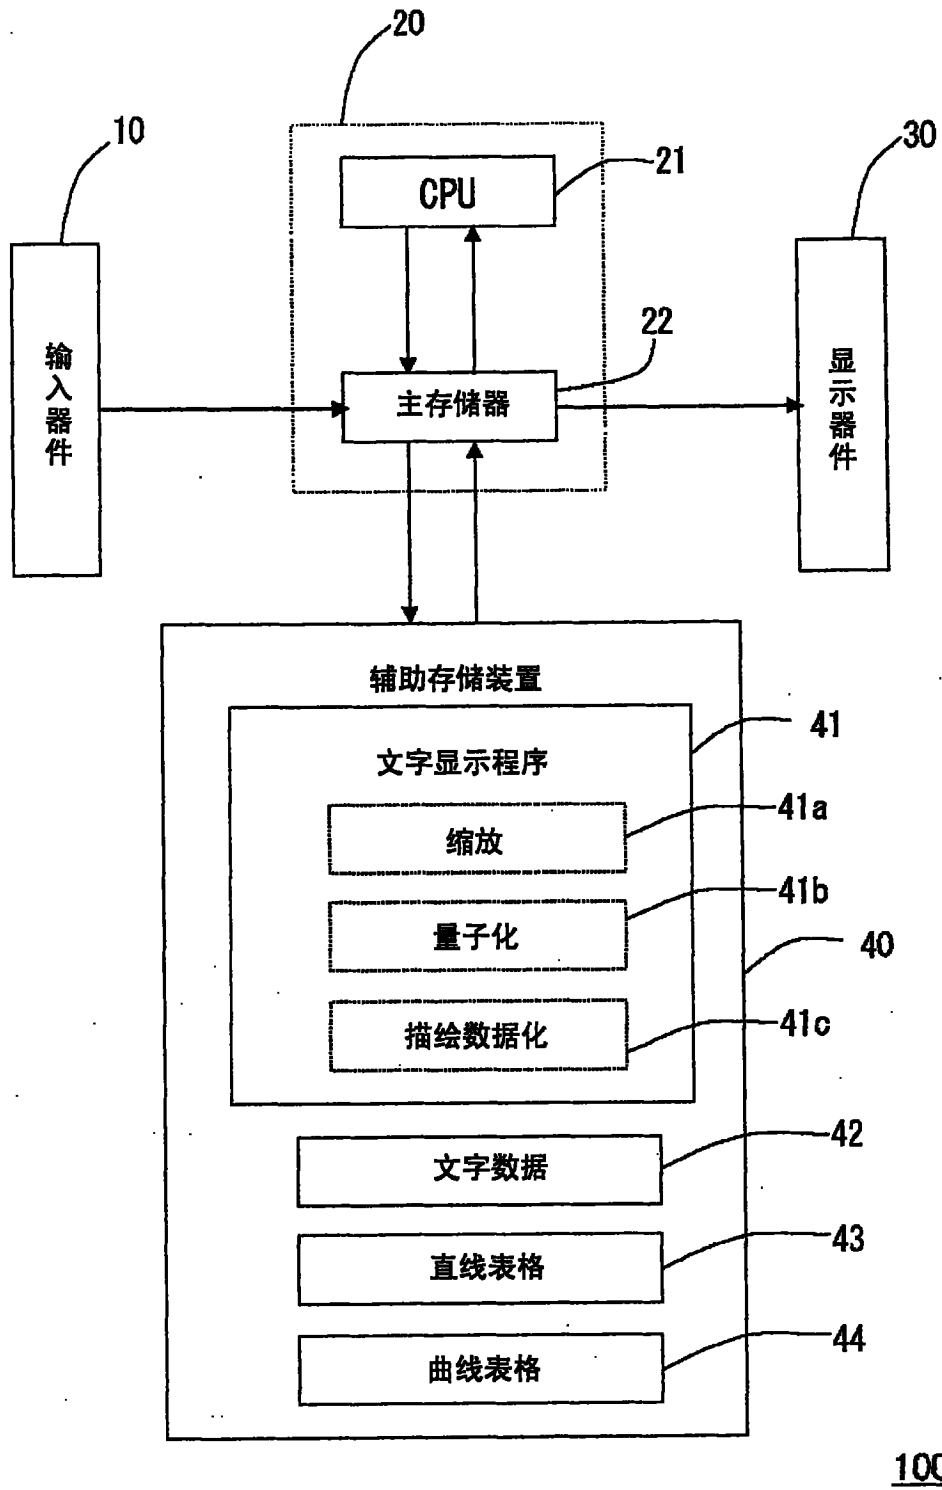 20
10
21
30
CPU
22
输入器件
主存储器
显示器件
辅助存储装置
41
文字显示程序
41a
缩放
41b
量子化
40
41c
描绘数据化
42
文字数据
43
直线表格
44
曲线表格
100